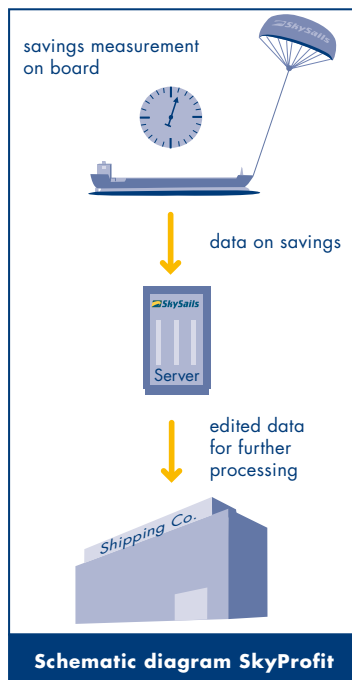 savings measurement
on board
SkySails
data on savings
SkySails
Server
edited data
for further
processing
Shipping Co.
Schematic diagram SkyProfit